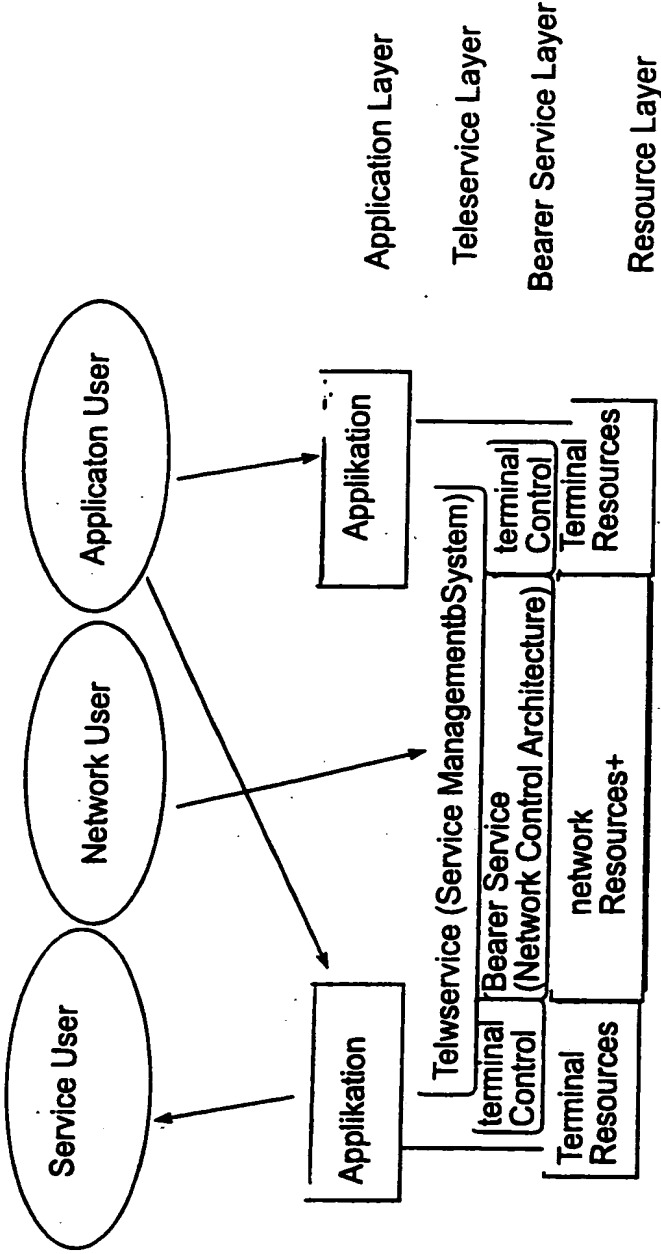 Service User
Network User
Applicaton User
Applikation
Applikation
Application Layer
Telwservice (Service ManagementbSystem)
Teleservice Layer
terminal
Control
Bearer Service
(Network Control Architecture)
terminal
Control
Bearer Service Layer
Terminal
Resources
network
Resources+
Terminal
Resources
Resource Layer